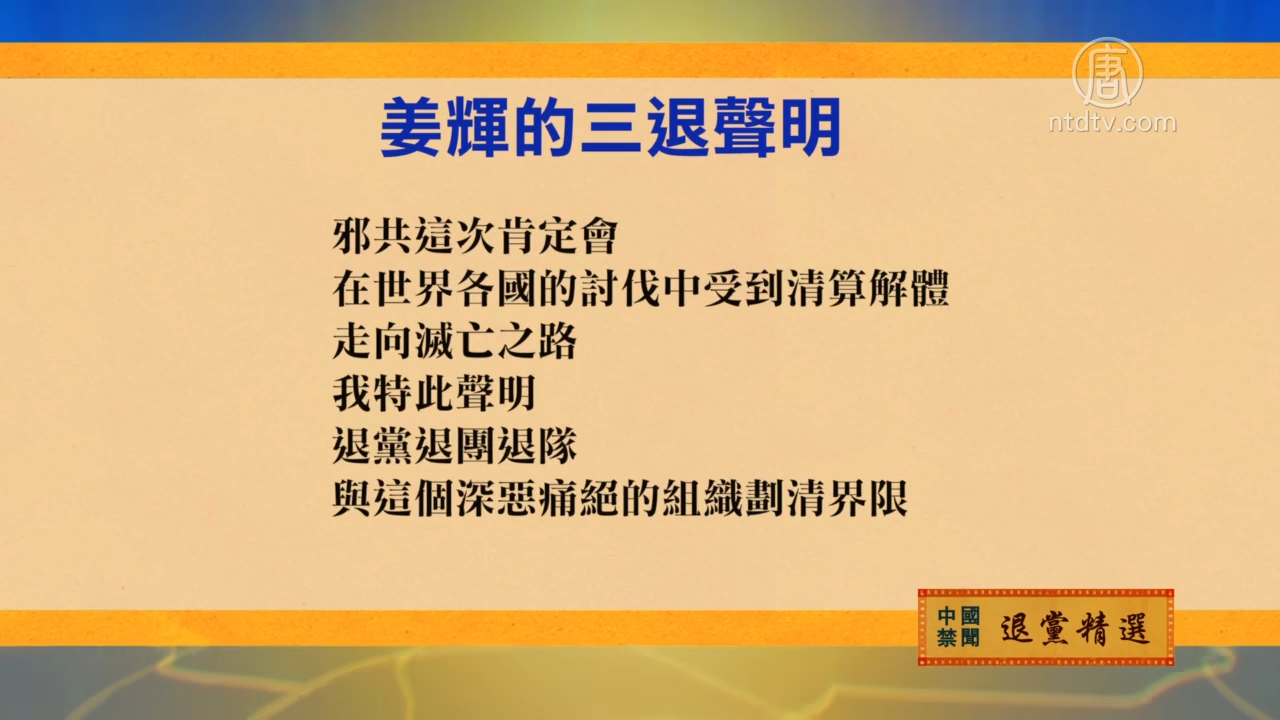 唐
ntdtv.com
姜輝的三退聲明
邪共這次肯定會
在世界各國的討伐中受到清算解體
走向滅亡之路
我特此聲明
退黨退團退隊
與這個深惡痛絕的組織劃清界限
中國
禁聞
退黨精選